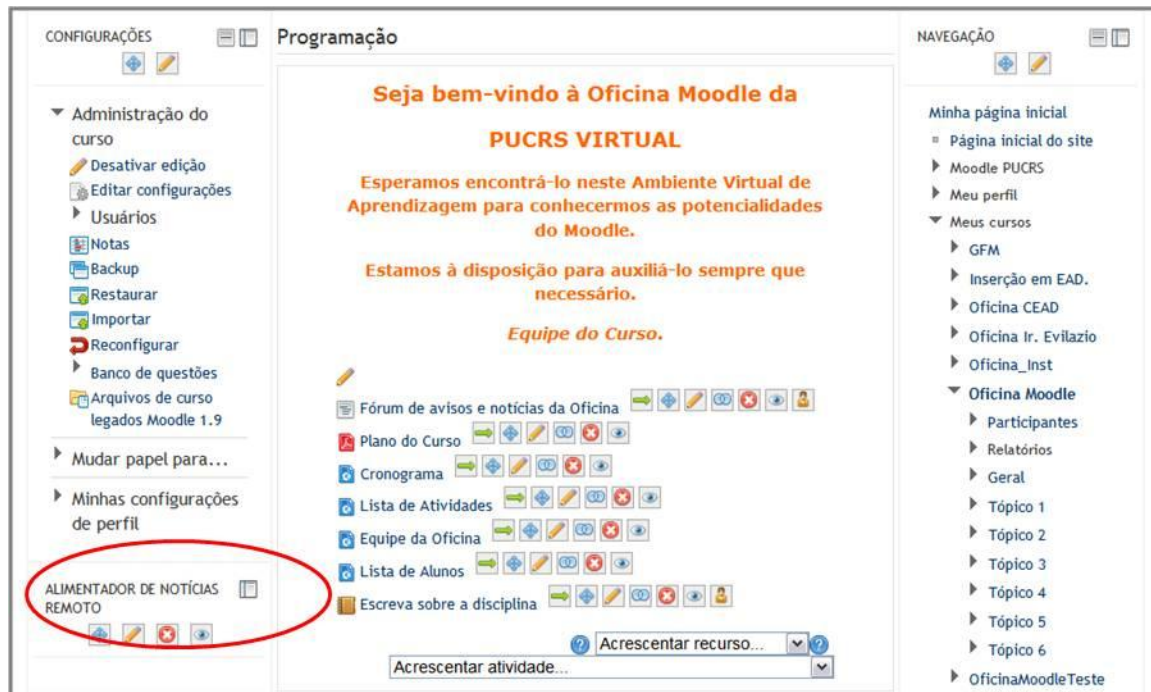 CONFIGURAÇÕES
Administração do
curso
Desativar edição
Editar configurações
Usuários
Notas
Backup
Restaurar
Importar
Reconfigurar
Banco de questões
Arquivos de curso
legados Moodle 1.9
Mudar papel para...
Minhas configurações
de perfil
ALIMENTADOR DE NOTÍCIAS
REMOTO
Programação
Seja bem-vindo à Oficina Moodle da
PUCRS VIRTUAL
Esperamos encontrá-lo neste Ambiente Virtual de
Aprendizagem para conhecermos as potencialidades
do Moodle.
Estamos à disposição para auxiliá-lo sempre que
necessário.
Equipe do Curso.
Fórum de avisos e notícias da Oficina
Plano do Curso
Cronograma
Lista de Atividades
Equipe da Oficina
Lista de Alunos
Escreva sobre a disciplina
Acrescentar recurso...
Acrescentar atividade...
NAVEGAÇÃO
Minha página inicial
Página inicial do site
Moodle PUCRS
Meu perfil
Meus cursos
GFM
Inserção em EAD.
Oficina CEAD
Oficina Ir. Evilazio
Oficina_Inst
Oficina Moodle
Participantes
Relatórios
Geral
Tópico 1
Tópico 2
Tópico 3
Tópico 4
Tópico 5
Tópico 6
OficinaMoodleTeste